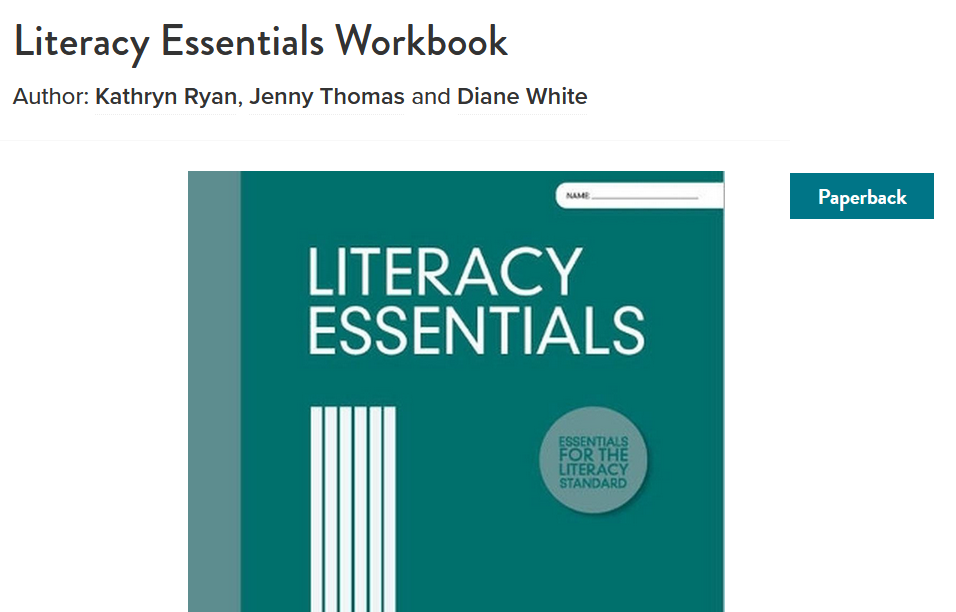 Literacy Essentials Workbook
Author: Kathryn Ryan, Jenny Thomas and Diane White
Paperback
NAME:
LITERACY
ESSENTIALS
ESSENTIALS
FOR THE
LITERACY
STANDARD